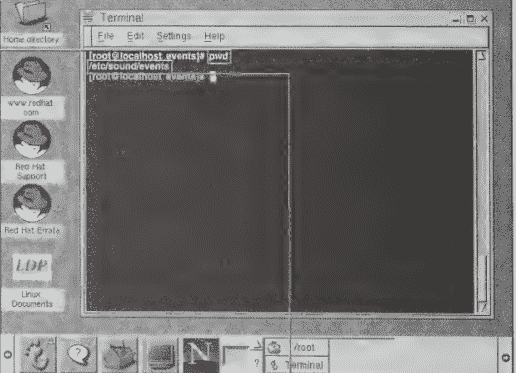 Terminal
File Edit Settings Help
[root@localhost events]# pwd
/etc/sound/events
[root@localhost events]#
Home directory
www.redhat.com
Red Hat
Support
Red Hat Errata
LDP
Linux
Documents
N
?
/root
Terminal